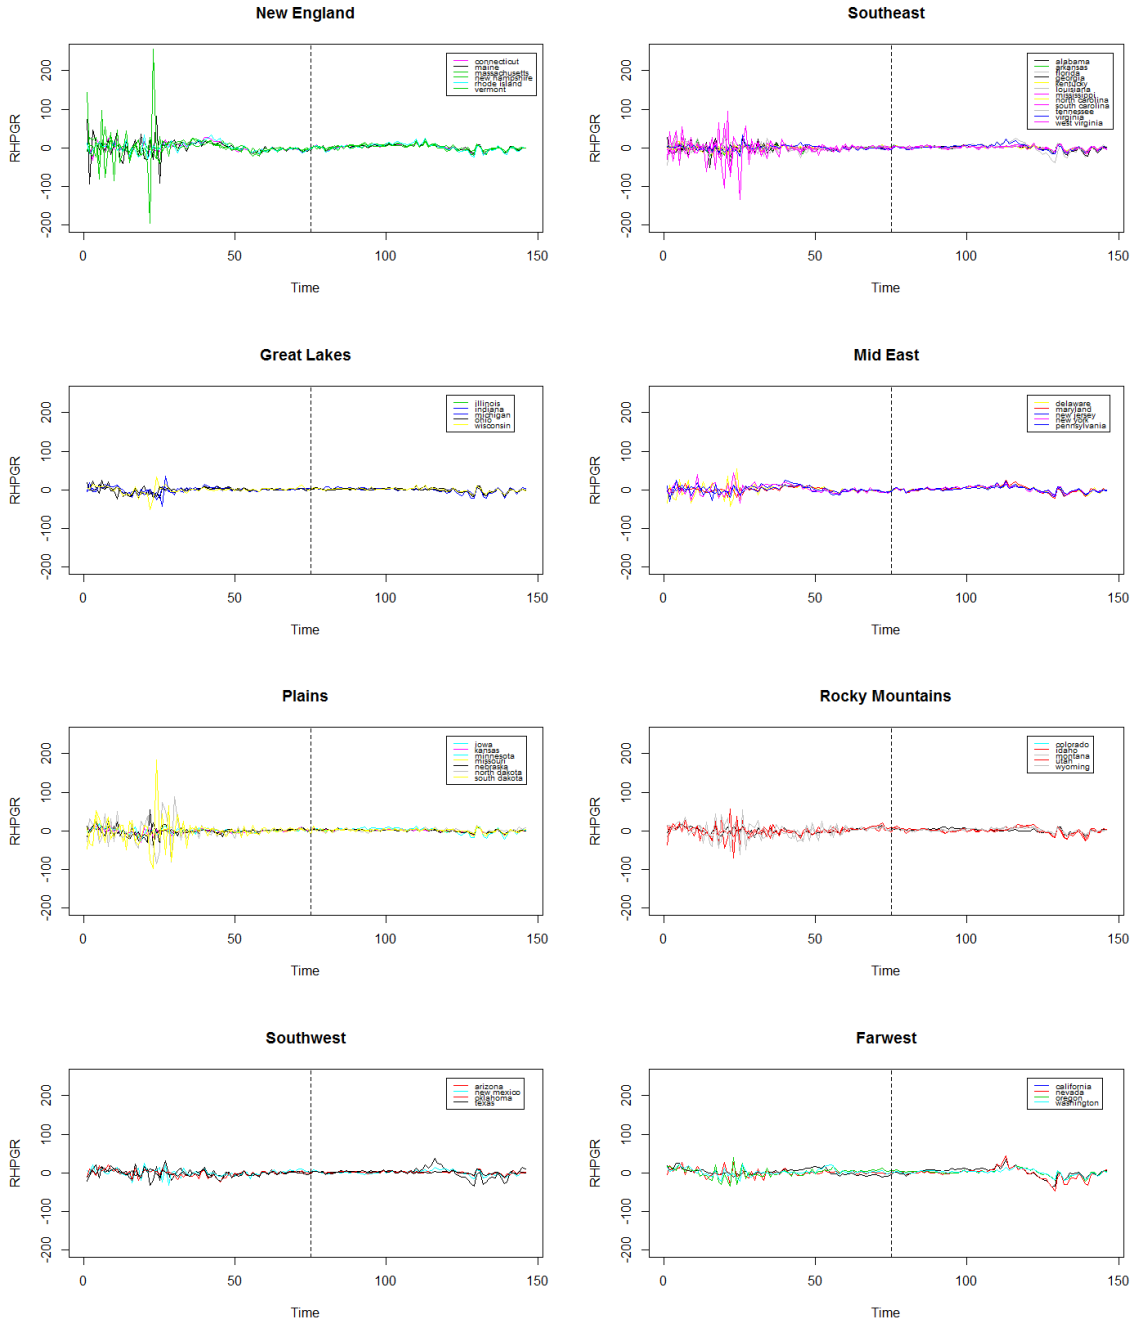 New England
RHPGR
200
100
0
-100
-200
connecticut
maine
massachusetts
new hampshire
rhode island
vermont
0 50 100 150
Time
Southeast
RHPGR
200
100
0
-100
-200
alabama
arkansas
florida
georgia
kentucky
louisiana
mississippi
north carolina
south carolina
tennessee
virginia
west virginia
0 50 100 150
Time
Great Lakes
RHPGR
200
100
0
-100
-200
illinois
indiana
michigan
ohio
wisconsin
0 50 100 150
Time
Mid East
RHPGR
200
100
0
-100
-200
delaware
maryland
new jersey
new york
pennsylvania
0 50 100 150
Time
Plains
RHPGR
200
100
0
-100
-200
iowa
kansas
minnesota
missouri
nebraska
north dakota
south dakota
0 50 100 150
Time
Rocky Mountains
RHPGR
200
100
0
-100
-200
colorado
idaho
montana
utah
wyoming
0 50 100 150
Time
Southwest
RHPGR
200
100
0
-100
-200
arizona
new mexico
oklahoma
texas
0 50 100 150
Time
Farwest
RHPGR
200
100
0
-100
-200
california
nevada
oregon
washington
0 50 100 150
Time